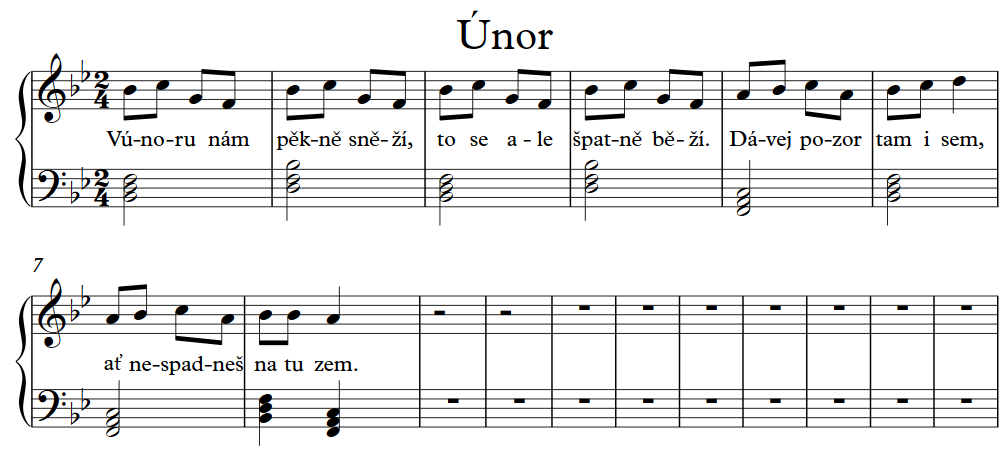 Únor
Vú-no-ru nám pěk-ně sně-ží, to se a-le špat-ně bě-ží. Dá-vej po-zor tam i sem,
7
ať ne-spad-neš na tu zem.